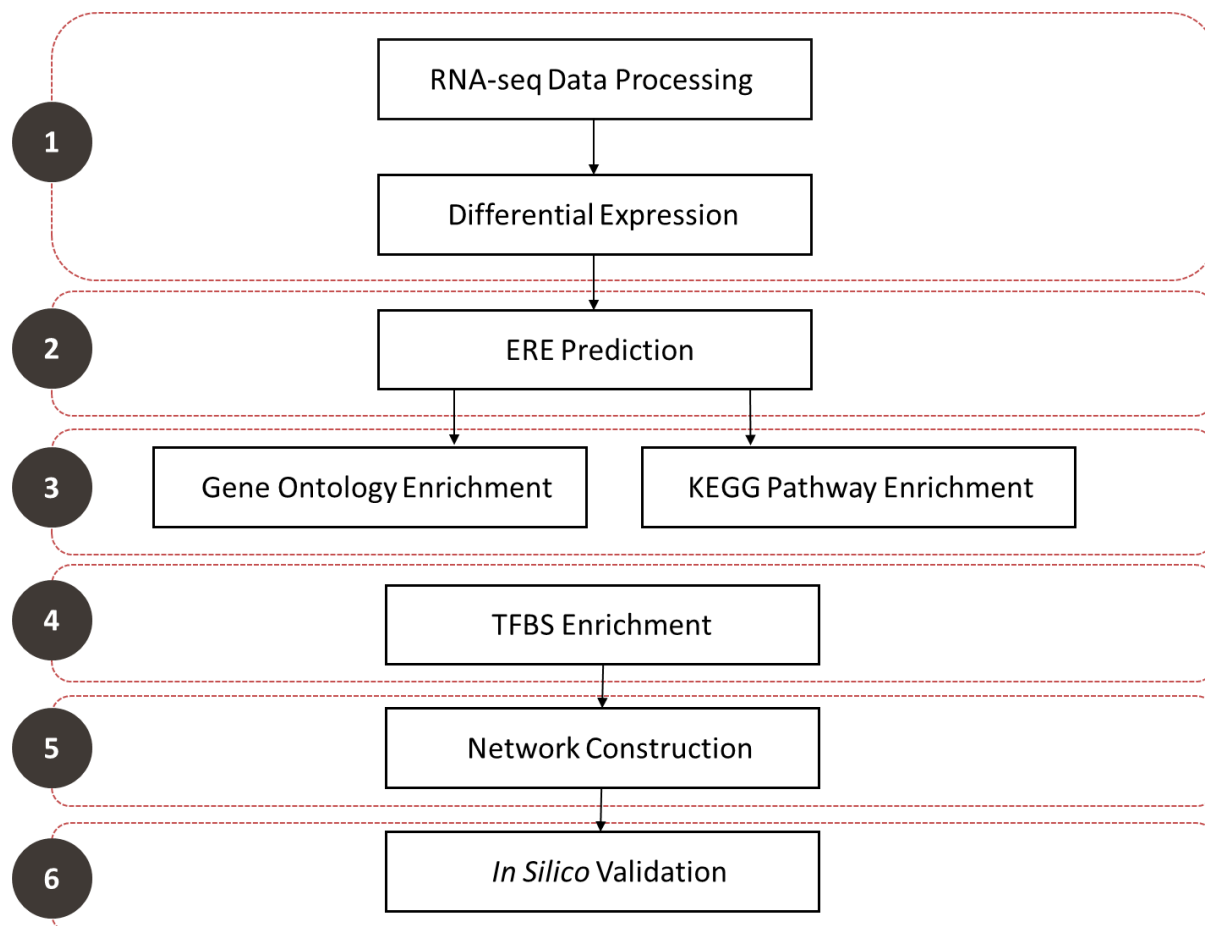 RNA-seq Data Processing
1
Differential Expression
2
ERE Prediction
3
Gene Ontology Enrichment
KEGG Pathway Enrichment
4
TFBS Enrichment
5
Network Construction
6
In Silico Validation